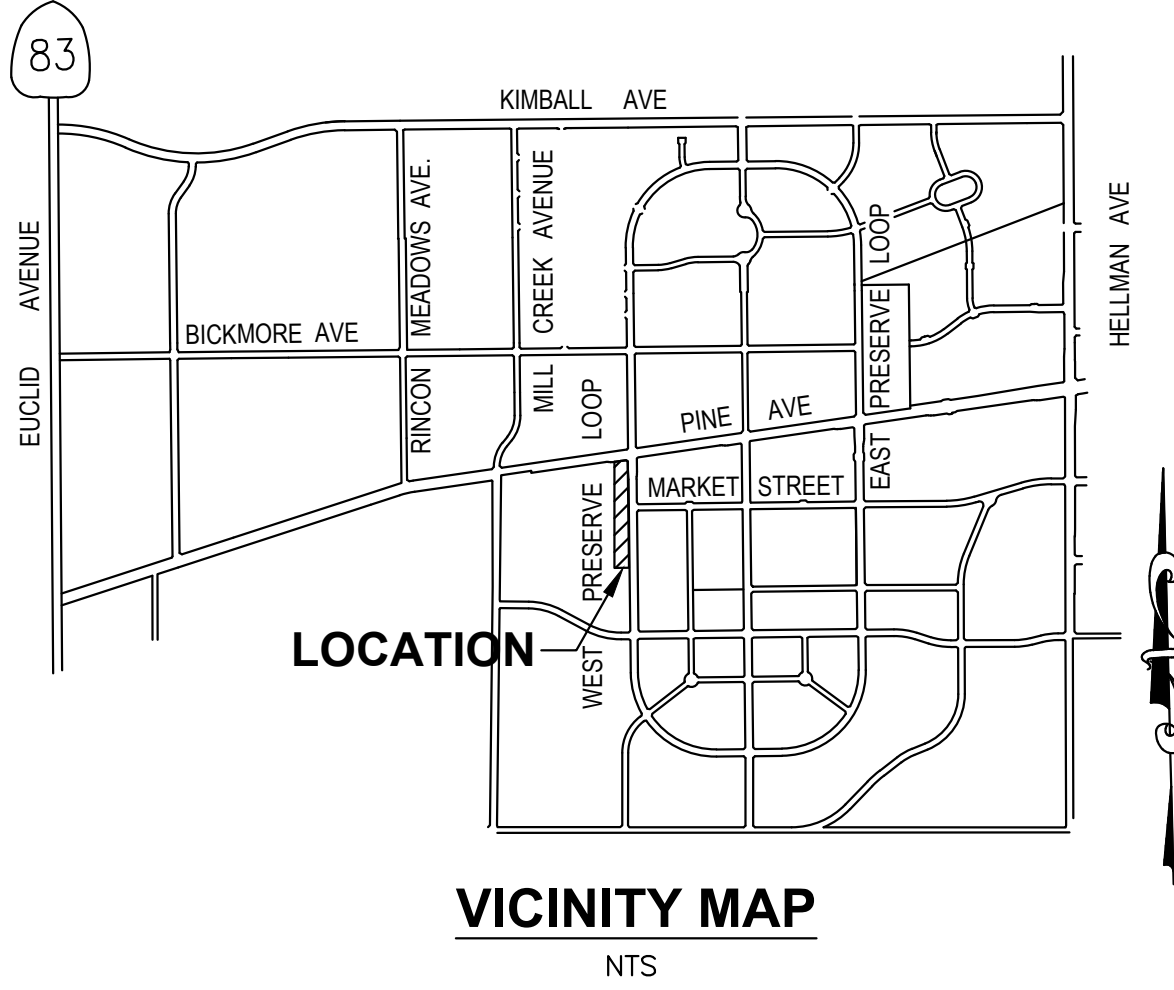 83
KIMBALL AVE
EUCLID AVENUE
BICKMORE AVE
RINCON MEADOWS AVE.
MILL CREEK AVENUE
WEST PRESERVE LOOP
PINE AVE
MARKET STREET
EAST PRESERVE LOOP
HELLMAN AVE
LOCATION
VICINITY MAP
NTS